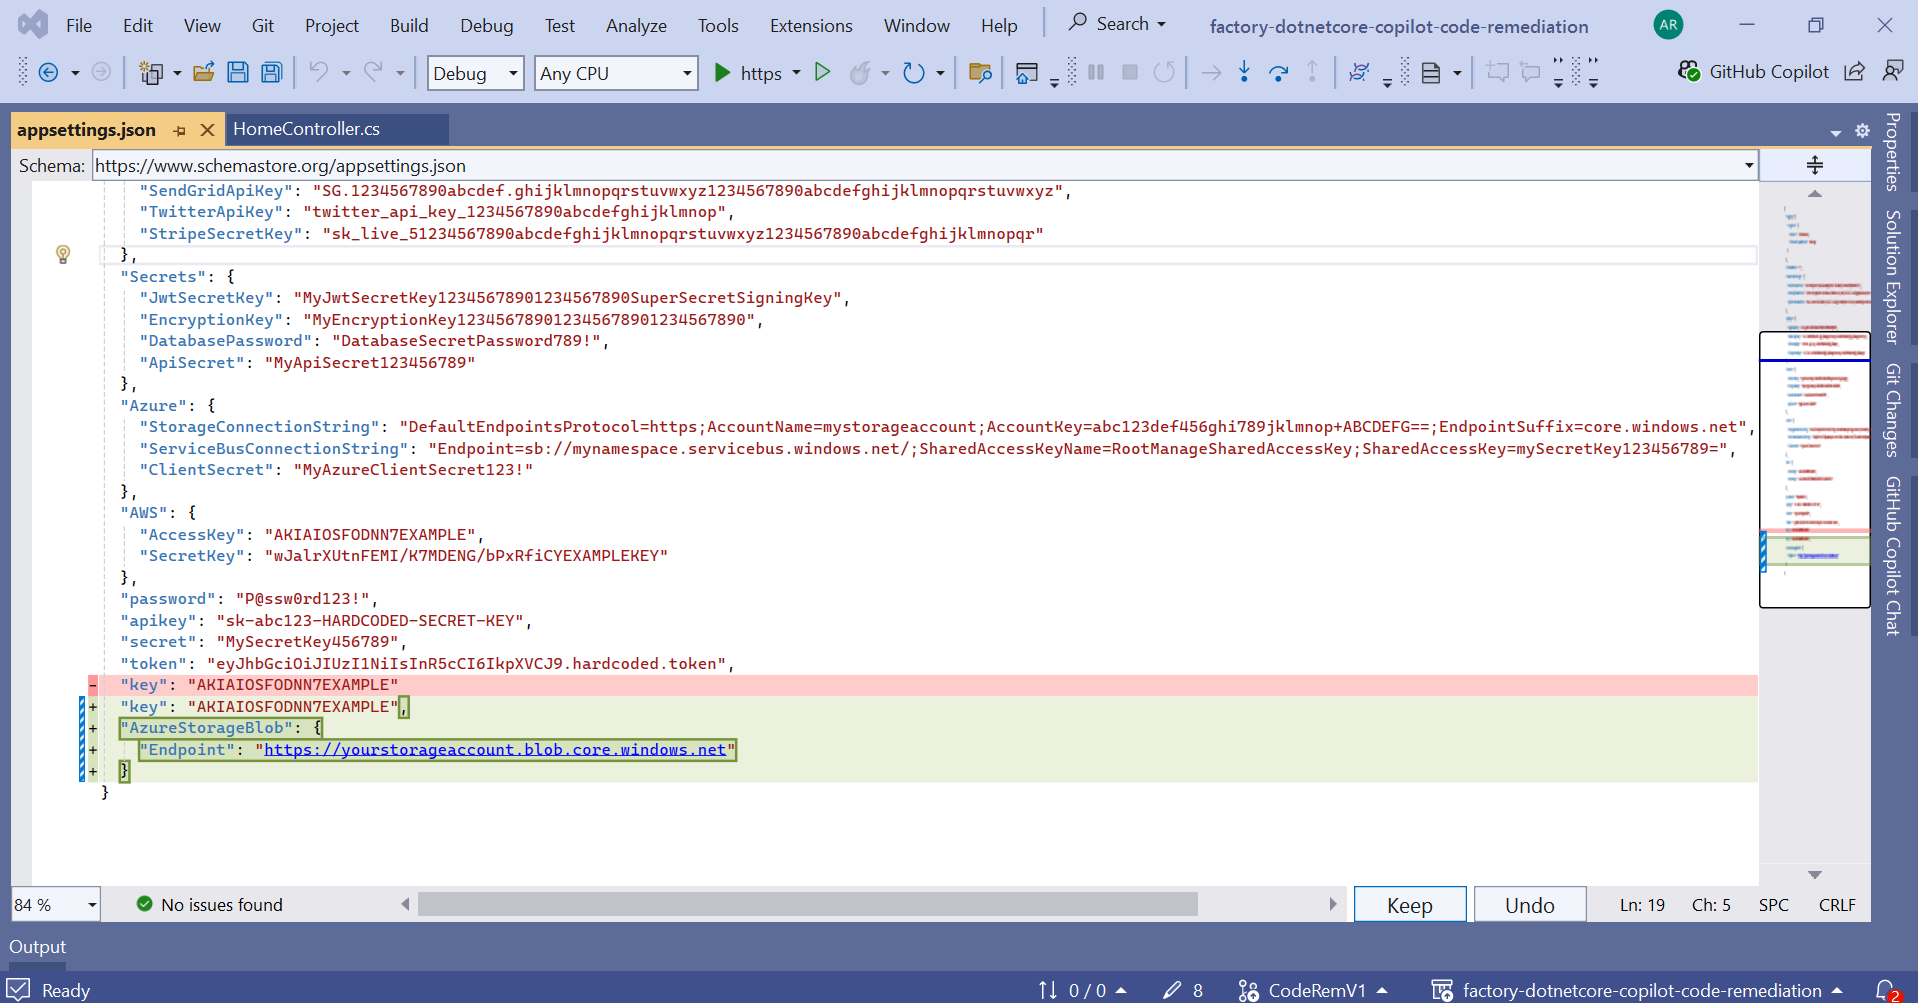 File Edit View Git Project Build Debug Test Analyze Tools Extensions Window Help Search factory-dotnetcore-copilot-code-remediation AR
Debug Any CPU https GitHub Copilot
appsettings.json HomeController.cs
Schema: https://www.schemastore.org/appsettings.json
"SendGridApiKey": "SG.1234567890abcdef.ghijklmnopqrstuvwxyz1234567890abcdefghijklmnopqrstuvwxyz",
"TwitterApiKey": "twitter_api_key_1234567890abcdefghijklmnop",
"StripeSecretKey": "sk_live_51234567890abcdefghijklmnopqrstuvwxyz1234567890abcdefghijklmnopqr"
},
"Secrets": {
"JwtSecretKey": "MyJwtSecretKey12345678901234567890SuperSecretSigningKey",
"EncryptionKey": "MyEncryptionKey123456789012345678901234567890",
"DatabasePassword": "DatabaseSecretPassword789!",
"ApiSecret": "MyApiSecret123456789"
},
"Azure": {
"StorageConnectionString": "DefaultEndpointsProtocol=https;AccountName=mystorageaccount;AccountKey=abc123def456ghi789jklmnop+ABCDEFG==;EndpointSuffix=core.windows.net",
"ServiceBusConnectionString": "Endpoint=sb://mynamespace.servicebus.windows.net/;SharedAccessKeyName=RootManageSharedAccessKey;SharedAccessKey=mySecretKey123456789=",
"ClientSecret": "MyAzureClientSecret123!"
},
"AWS": {
"AccessKey": "AKIAIOSFODNN7EXAMPLE",
"SecretKey": "wJalrXUtnFEMI/K7MDENG/bPxRfiCYEXAMPLEKEY"
},
"password": "P@ssw0rd123!",
"apikey": "sk-abc123-HARDCODED-SECRET-KEY",
"secret": "MySecretKey456789",
"token": "eyJhbGciOiJIUzI1NiIsInR5cCI6IkpXVCJ9.hardcoded.token",
- "key": "AKIAIOSFODNN7EXAMPLE"
+ "key": "AKIAIOSFODNN7EXAMPLE",
+ "AzureStorageBlob": {
+ "Endpoint": "https://yourstorageaccount.blob.core.windows.net"
+ }
}
84 % No issues found Keep Undo Ln: 19 Ch: 5 SPC CRLF
Output
Ready 0 / 0 8 CodeRemV1 factory-dotnetcore-copilot-code-remediation 2
Properties
Solution Explorer
Git Changes
GitHub Copilot Chat